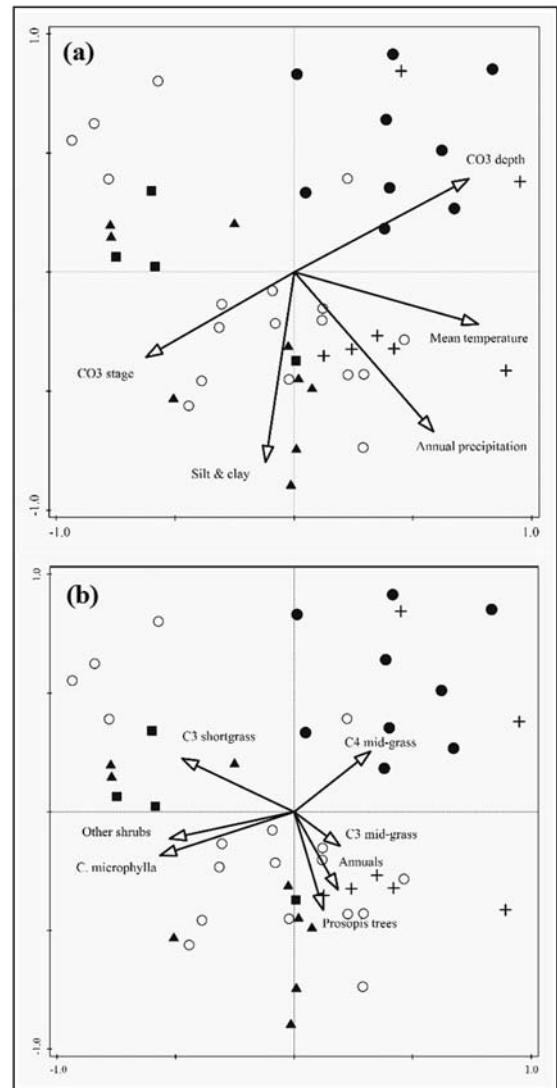 (a)
1.0
CO3 depth
Mean temperature
CO3 stage
Annual precipitation
Silt & clay
-1.0
-1.0
1.0
(b)
1.0
C3 shortgrass
C4 mid-grass
Other shrubs
C3 mid-grass
C. microphylla
Annuals
Prosopis trees
-1.0
-1.0
1.0